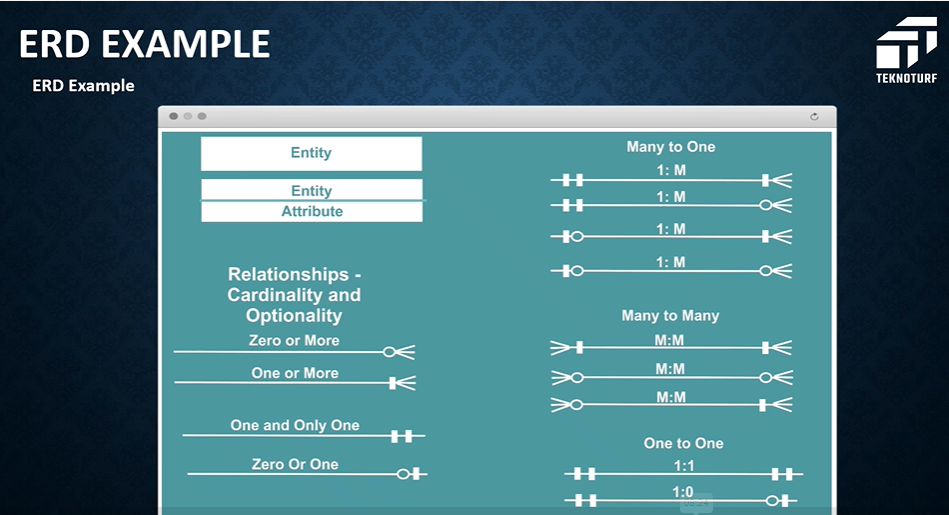 ERD EXAMPLE
ERD Example
TEKNOTURF
Entity
Entity
Attribute
Relationships -
Cardinality and
Optionality
Zero or More
One or More
One and Only One
Zero Or One
Many to One
1: M
1: M
1: M
1: M
Many to Many
M:M
M:M
M:M
One to One
1:1
1:0